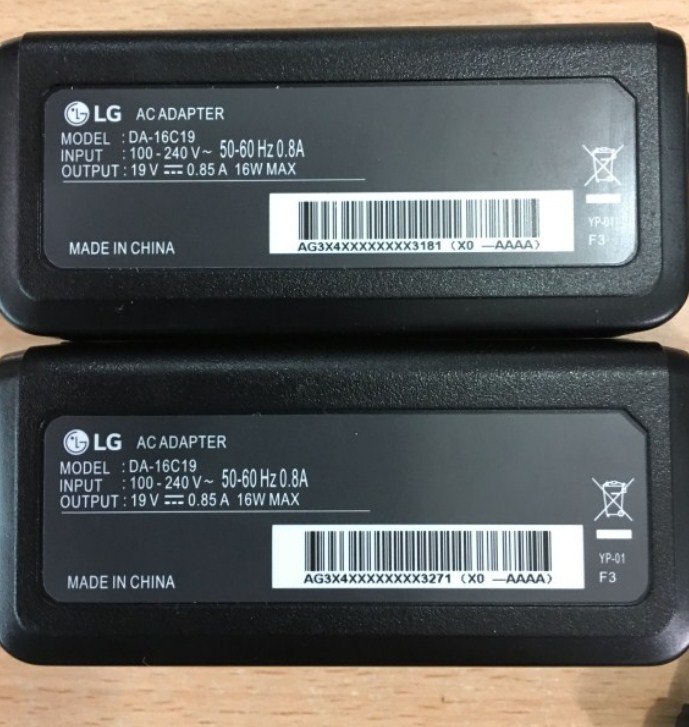 LG AC ADAPTER
MODEL : DA-16C19
INPUT : 100 - 240 V~ 50-60 Hz 0.8A
OUTPUT : 19 V ⎓ 0.85 A 16W MAX
AG3X4XXXXXXXX3181 (X0 —AAAA)
YP-01
F3
MADE IN CHINA
LG AC ADAPTER
MODEL : DA-16C19
INPUT : 100 - 240 V~ 50-60 Hz 0.8A
OUTPUT : 19 V ⎓ 0.85 A 16W MAX
AG3X4XXXXXXXX3271 (X0 —AAAA)
YP-01
F3
MADE IN CHINA